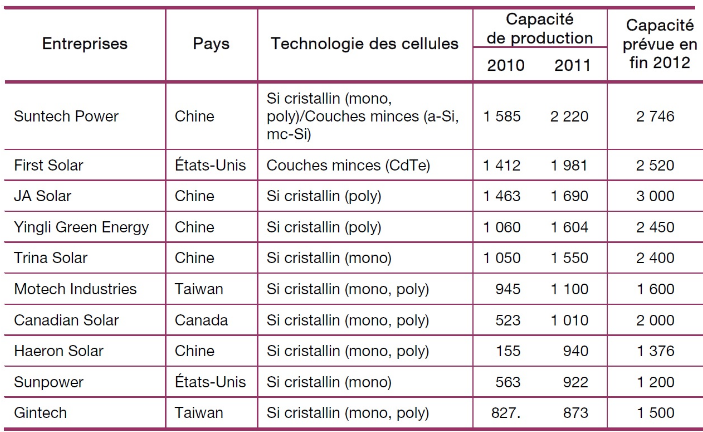 Entreprises Pays Technologie des cellules Capacité de production Capacité prévue en fin 2012
2010 2011
Suntech Power Chine Si cristallin (mono, poly)/Couches minces (a-Si, mc-Si) 1 585 2 220 2 746
First Solar États-Unis Couches minces (CdTe) 1 412 1 981 2 520
JA Solar Chine Si cristallin (poly) 1 463 1 690 3 000
Yingli Green Energy Chine Si cristallin (poly) 1 060 1 604 2 450
Trina Solar Chine Si cristallin (mono) 1 050 1 550 2 400
Motech Industries Taiwan Si cristallin (mono, poly) 945 1 100 1 600
Canadian Solar Canada Si cristallin (mono, poly) 523 1 010 2 000
Haeron Solar Chine Si cristallin (mono, poly) 155 940 1 376
Sunpower États-Unis Si cristallin (mono) 563 922 1 200
Gintech Taiwan Si cristallin (mono, poly) 827. 873 1 500